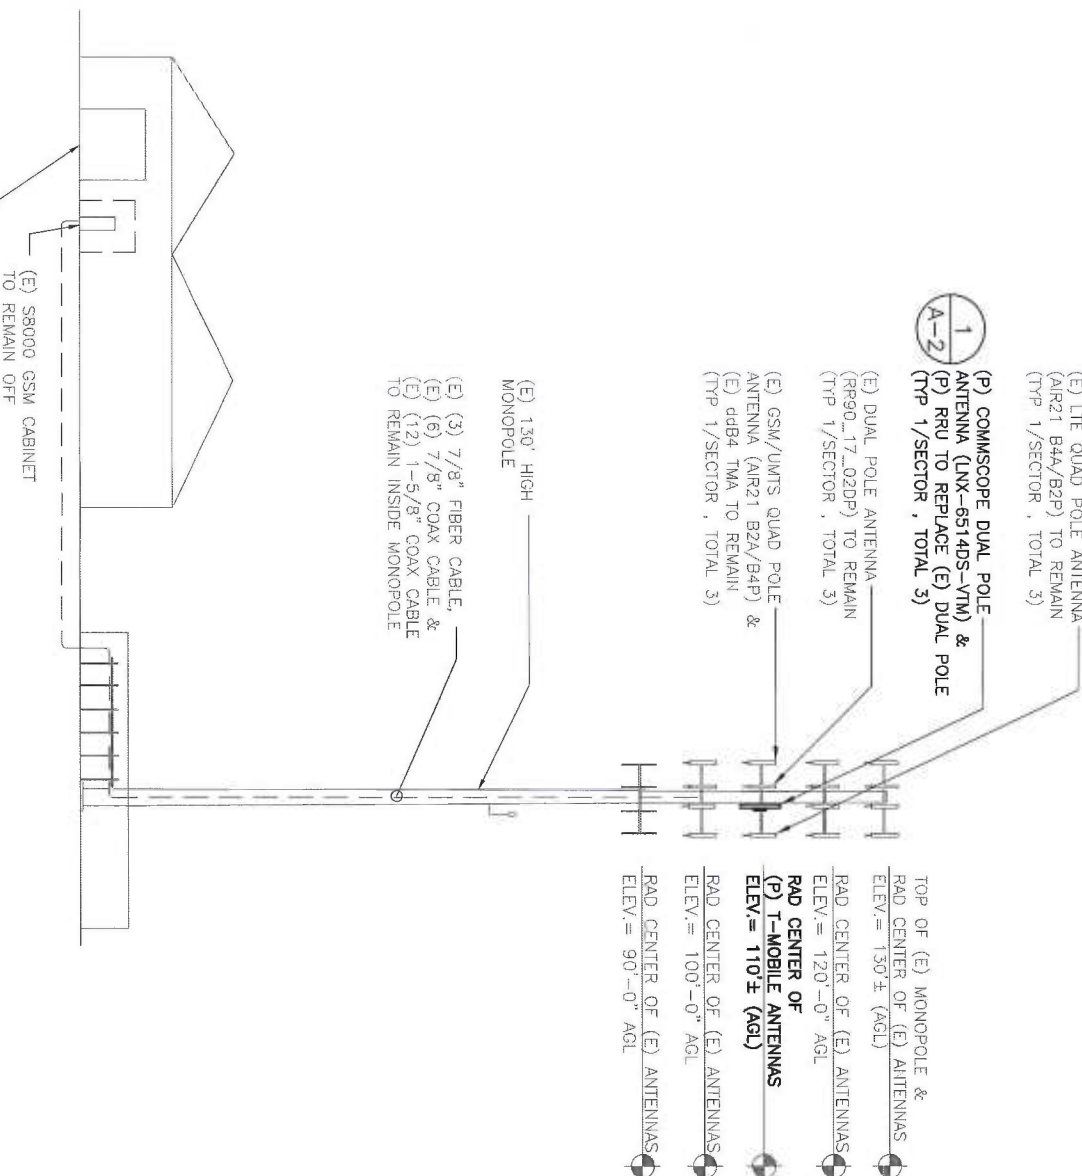 (E) LTE QUAD POLE ANTENNA
(AIR21 B4A/B2P) TO REMAIN
(TYP 1/SECTOR , TOTAL 3)
1
A-2
(P) COMMSCOPE DUAL POLE
ANTENNA (LNX-6514DS-VTM) &
(P) RRU TO REPLACE (E) DUAL POLE
(TYP 1/SECTOR , TOTAL 3)
(E) DUAL POLE ANTENNA
(RR90_17_02DP) TO REMAIN
(TYP 1/SECTOR , TOTAL 3)
(E) GSM/UMTS QUAD POLE
ANTENNA (AIR21 B2A/B4P) &
(E) ddB4 TMA TO REMAIN
(TYP 1/SECTOR , TOTAL 3)
(E) 130' HIGH
MONOPOLE
(E) (3) 7/8" FIBER CABLE,
(E) (6) 7/8" COAX CABLE &
(E) (12) 1-5/8" COAX CABLE
TO REMAIN INSIDE MONOPOLE
(E) S8000 GSM CABINET
TO REMAIN OFF
TOP OF (E) MONOPOLE &
RAD CENTER OF (E) ANTENNAS
ELEV.= 130'± (AGL)
RAD CENTER OF (E) ANTENNAS
ELEV.= 120'-0" AGL
RAD CENTER OF
(P) T-MOBILE ANTENNAS
ELEV.= 110'± (AGL)
RAD CENTER OF (E) ANTENNAS
ELEV.= 100'-0" AGL
RAD CENTER OF (E) ANTENNAS
ELEV.= 90'-0" AGL